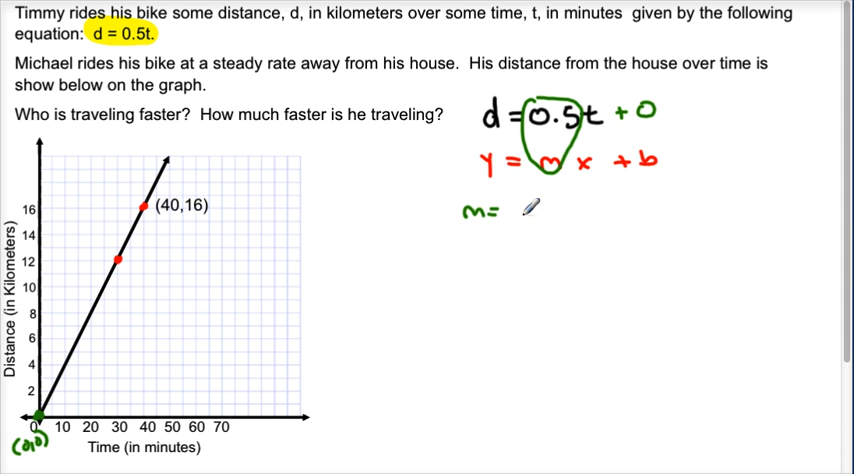 Timmy rides his bike some distance, d, in kilometers over some time, t, in minutes given by the following
equation: d = 0.5t.
Michael rides his bike at a steady rate away from his house. His distance from the house over time is
show below on the graph.
Who is traveling faster? How much faster is he traveling?
d = 0.5t + 0
y = m x + b
m =
(40,16)
16
14
12
10
8
6
4
2
Distance (in Kilometers)
0 10 20 30 40 50 60 70
(0,0)
Time (in minutes)